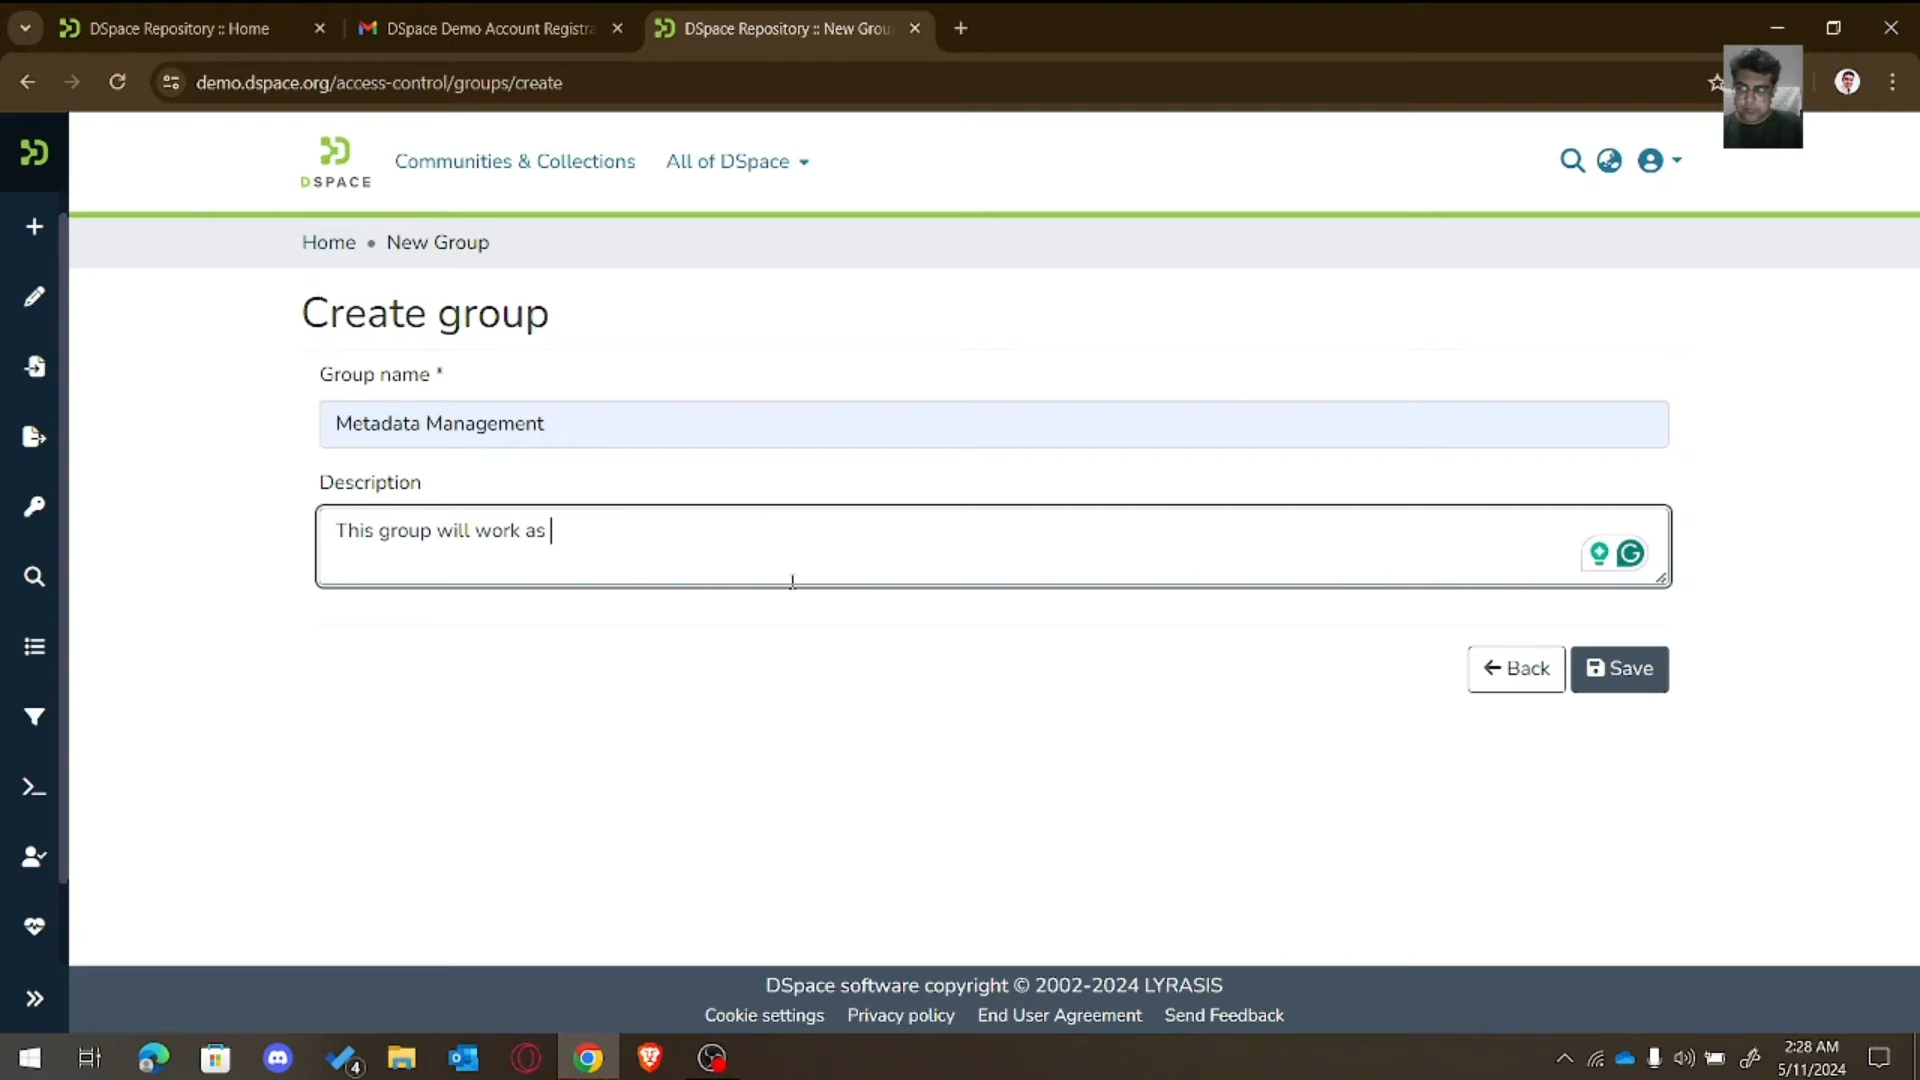 DSpace Repository :: Home
DSpace Demo Account Registra
DSpace Repository :: New Grou
demo.dspace.org/access-control/groups/create
DSPACE
Communities & Collections
All of DSpace
Home • New Group
Create group
Group name *
Metadata Management
Description
This group will work as
Back
Save
DSpace software copyright © 2002-2024 LYRASIS
Cookie settings
Privacy policy
End User Agreement
Send Feedback
4
2:28 AM
5/11/2024